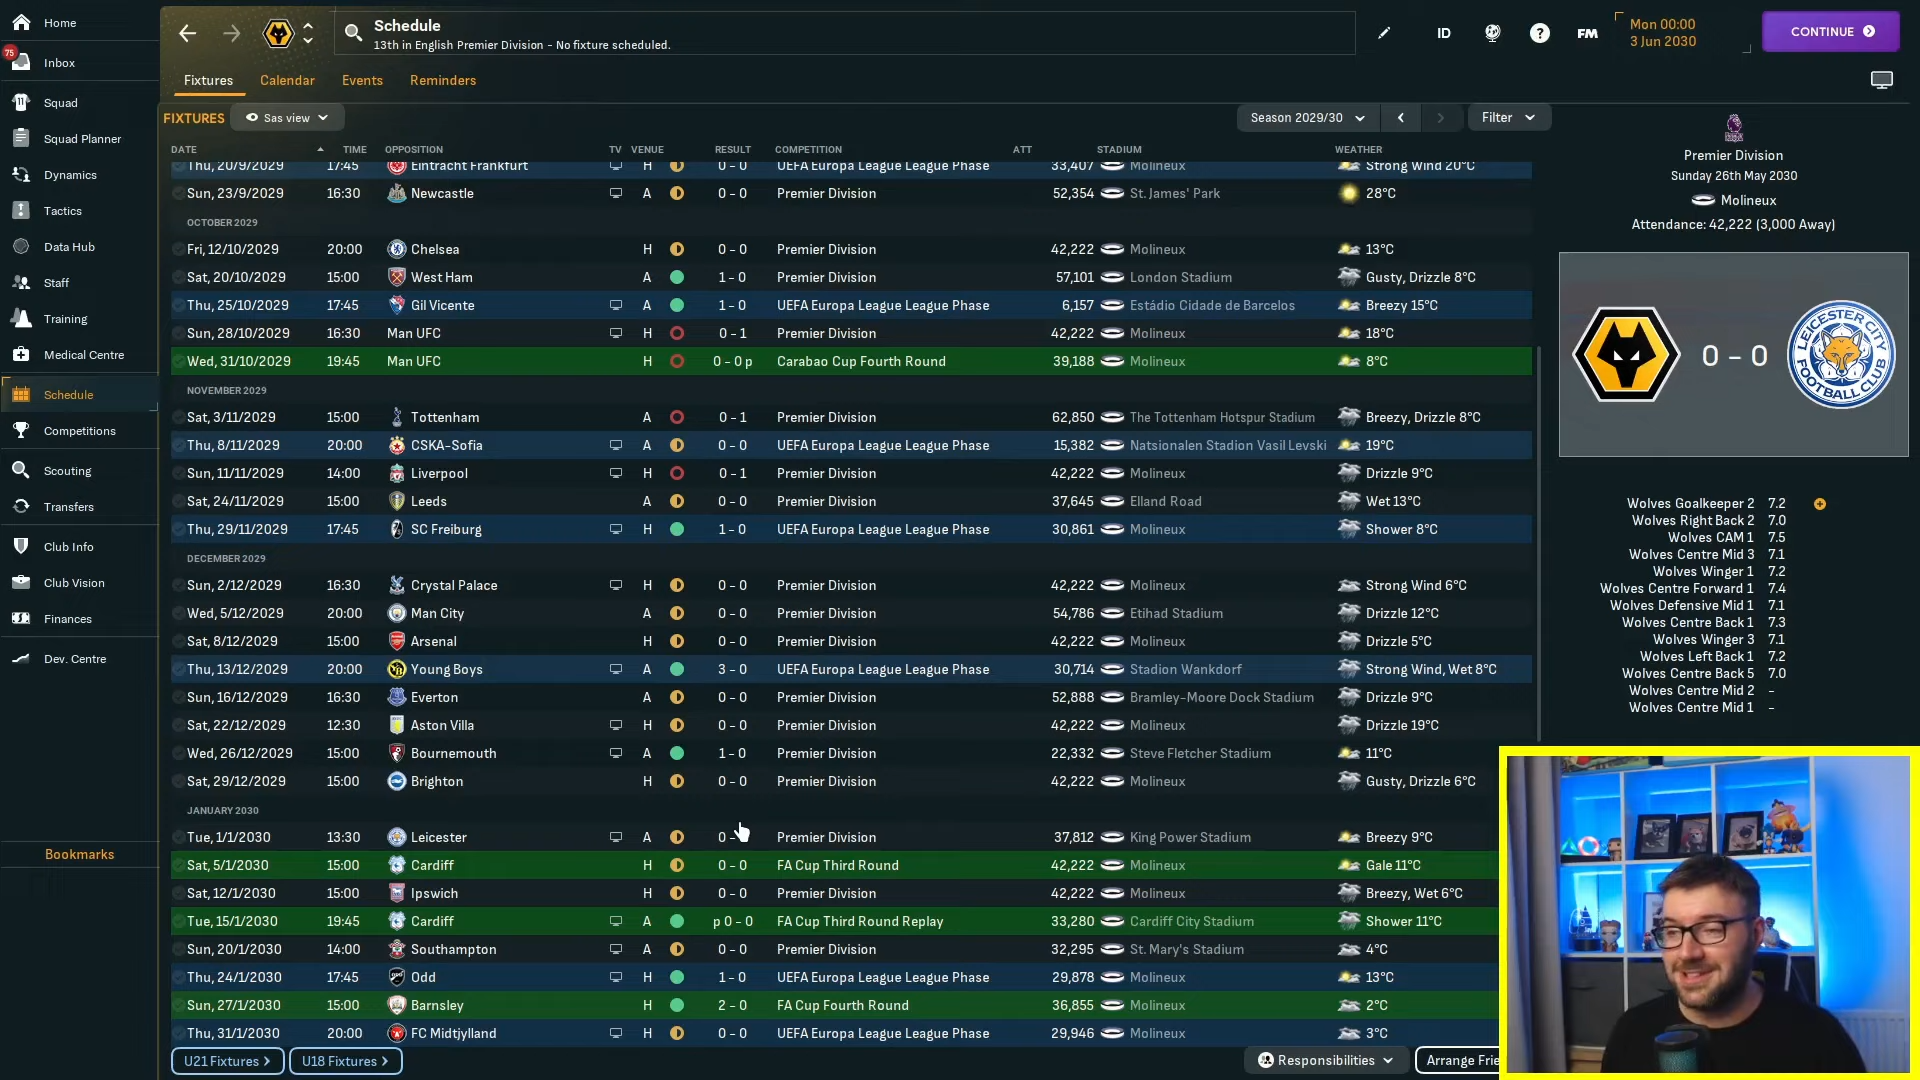 Home
75
Inbox
Squad
Squad Planner
Dynamics
Tactics
Data Hub
Staff
Training
Medical Centre
Schedule
Competitions
Scouting
Transfers
Club Info
Club Vision
Finances
Dev. Centre
Bookmarks
Schedule
13th in English Premier Division - No fixture scheduled.
ID
?
FM
Mon 00:00
3 Jun 2030
CONTINUE
Fixtures Calendar Events Reminders
FIXTURES Sas view Season 2029/30 Filter
DATE TIME OPPOSITION TV VENUE RESULT COMPETITION ATT STADIUM WEATHER
Thu, 20/9/2029 17:45 Eintracht Frankfurt H 0 - 0 UEFA Europa League League Phase 33,407 Molineux Strong Wind 20°C
Sun, 23/9/2029 16:30 Newcastle A 0 - 0 Premier Division 52,354 St. James' Park 28°C
OCTOBER 2029
Fri, 12/10/2029 20:00 Chelsea H 0 - 0 Premier Division 42,222 Molineux 13°C
Sat, 20/10/2029 15:00 West Ham A 1 - 0 Premier Division 57,101 London Stadium Gusty, Drizzle 8°C
Thu, 25/10/2029 17:45 Gil Vicente A 1 - 0 UEFA Europa League League Phase 6,157 Estádio Cidade de Barcelos Breezy 15°C
Sun, 28/10/2029 16:30 Man UFC H 0 - 1 Premier Division 42,222 Molineux 18°C
Wed, 31/10/2029 19:45 Man UFC H 0 - 0 p Carabao Cup Fourth Round 39,188 Molineux 8°C
NOVEMBER 2029
Sat, 3/11/2029 15:00 Tottenham A 0 - 1 Premier Division 62,850 The Tottenham Hotspur Stadium Breezy, Drizzle 8°C
Thu, 8/11/2029 20:00 CSKA-Sofia A 0 - 0 UEFA Europa League League Phase 15,382 Natsionalen Stadion Vasil Levski 19°C
Sun, 11/11/2029 14:00 Liverpool H 0 - 1 Premier Division 42,222 Molineux Drizzle 9°C
Sat, 24/11/2029 15:00 Leeds A 0 - 0 Premier Division 37,645 Elland Road Wet 13°C
Thu, 29/11/2029 17:45 SC Freiburg H 1 - 0 UEFA Europa League League Phase 30,861 Molineux Shower 8°C
DECEMBER 2029
Sun, 2/12/2029 16:30 Crystal Palace H 0 - 0 Premier Division 42,222 Molineux Strong Wind 6°C
Wed, 5/12/2029 20:00 Man City A 0 - 0 Premier Division 54,786 Etihad Stadium Drizzle 12°C
Sat, 8/12/2029 15:00 Arsenal H 0 - 0 Premier Division 42,222 Molineux Drizzle 5°C
Thu, 13/12/2029 20:00 Young Boys A 3 - 0 UEFA Europa League League Phase 30,714 Stadion Wankdorf Strong Wind, Wet 8°C
Sun, 16/12/2029 16:30 Everton A 0 - 0 Premier Division 52,888 Bramley-Moore Dock Stadium Drizzle 9°C
Sat, 22/12/2029 12:30 Aston Villa H 0 - 0 Premier Division 42,222 Molineux Drizzle 19°C
Wed, 26/12/2029 15:00 Bournemouth A 1 - 0 Premier Division 22,332 Steve Fletcher Stadium 11°C
Sat, 29/12/2029 15:00 Brighton H 0 - 0 Premier Division 42,222 Molineux Gusty, Drizzle 6°C
JANUARY 2030
Tue, 1/1/2030 13:30 Leicester A 0 - Premier Division 37,812 King Power Stadium Breezy 9°C
Sat, 5/1/2030 15:00 Cardiff H 0 - 0 FA Cup Third Round 42,222 Molineux Gale 11°C
Sat, 12/1/2030 15:00 Ipswich H 0 - 0 Premier Division 42,222 Molineux Breezy, Wet 6°C
Tue, 15/1/2030 19:45 Cardiff A p 0 - 0 FA Cup Third Round Replay 33,280 Cardiff City Stadium Shower 11°C
Sun, 20/1/2030 14:00 Southampton A 0 - 0 Premier Division 32,295 St. Mary's Stadium 4°C
Thu, 24/1/2030 17:45 Odd H 1 - 0 UEFA Europa League League Phase 29,878 Molineux 13°C
Sun, 27/1/2030 15:00 Barnsley H 2 - 0 FA Cup Fourth Round 36,855 Molineux 2°C
Thu, 31/1/2030 20:00 FC Midtjylland H 0 - 0 UEFA Europa League League Phase 29,946 Molineux 3°C
U21 Fixtures > U18 Fixtures > Responsibilities Arrange Frie
Premier Division
Sunday 26th May 2030
Molineux
Attendance: 42,222 (3,000 Away)
0 - 0
LEICESTER CITY
FOOTBALL CLUB
Wolves Goalkeeper 2 7.2
Wolves Right Back 2 7.0
Wolves CAM 1 7.5
Wolves Centre Mid 3 7.1
Wolves Winger 1 7.2
Wolves Centre Forward 1 7.4
Wolves Defensive Mid 1 7.1
Wolves Centre Back 1 7.3
Wolves Winger 3 7.1
Wolves Left Back 1 7.2
Wolves Centre Back 5 7.0
Wolves Centre Mid 2 -
Wolves Centre Mid 1 -